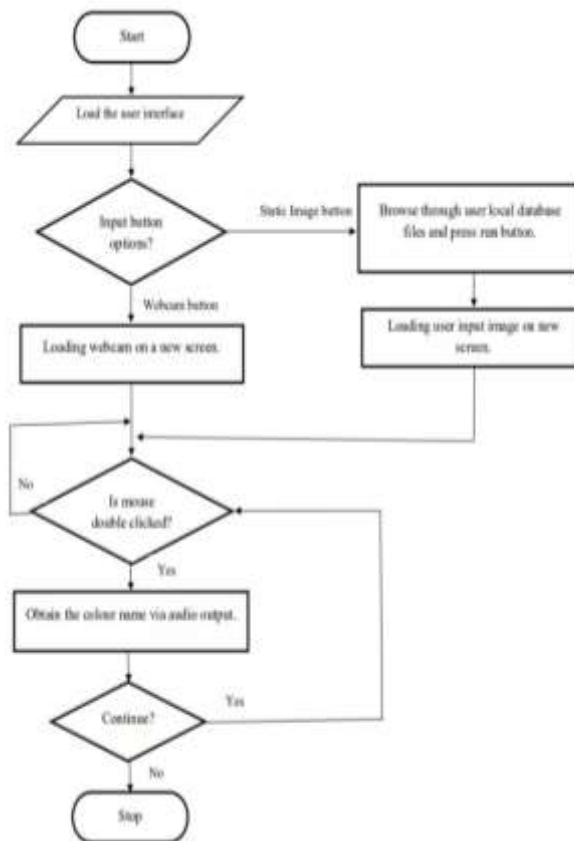 Start
Load the user interface
Input button
options?
Static Image button
Browse through user local database
files and press run button.
Webcam button
Loading webcam on a new screen.
Loading user input image on new
screen.
No
Is mouse
double clicked?
Yes
Obtain the colour name via audio output.
Continue?
Yes
No
Stop